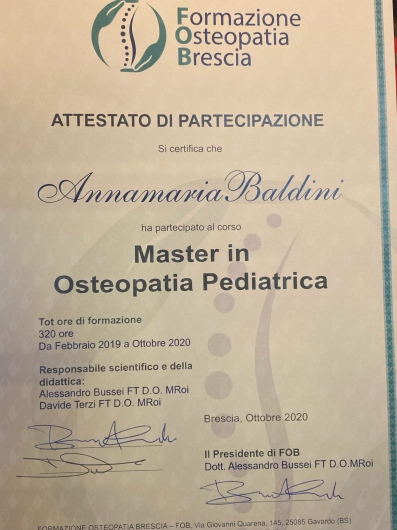 Formazione
Osteopatia
Brescia
ATTESTATO DI PARTECIPAZIONE
Si certifica che
Annamaria Baldini
ha partecipato al corso
Master in
Osteopatia Pediatrica
Tot ore di formazione
320 ore
Da Febbraio 2019 a Ottobre 2020
Responsabile scientifico e della
didattica:
Alessandro Bussei FT D.O. MRoi
Davide Terzi FT D.O. MRoi
Brescia, Ottobre 2020
Il Presidente di FOB
Dott. Alessandro Bussei FT D.O.MRoi
FORMAZIONE OSTEOPATIA BRESCIA – FOB, Via Giovanni Quarena, 145, 25085 Gavardo (BS)